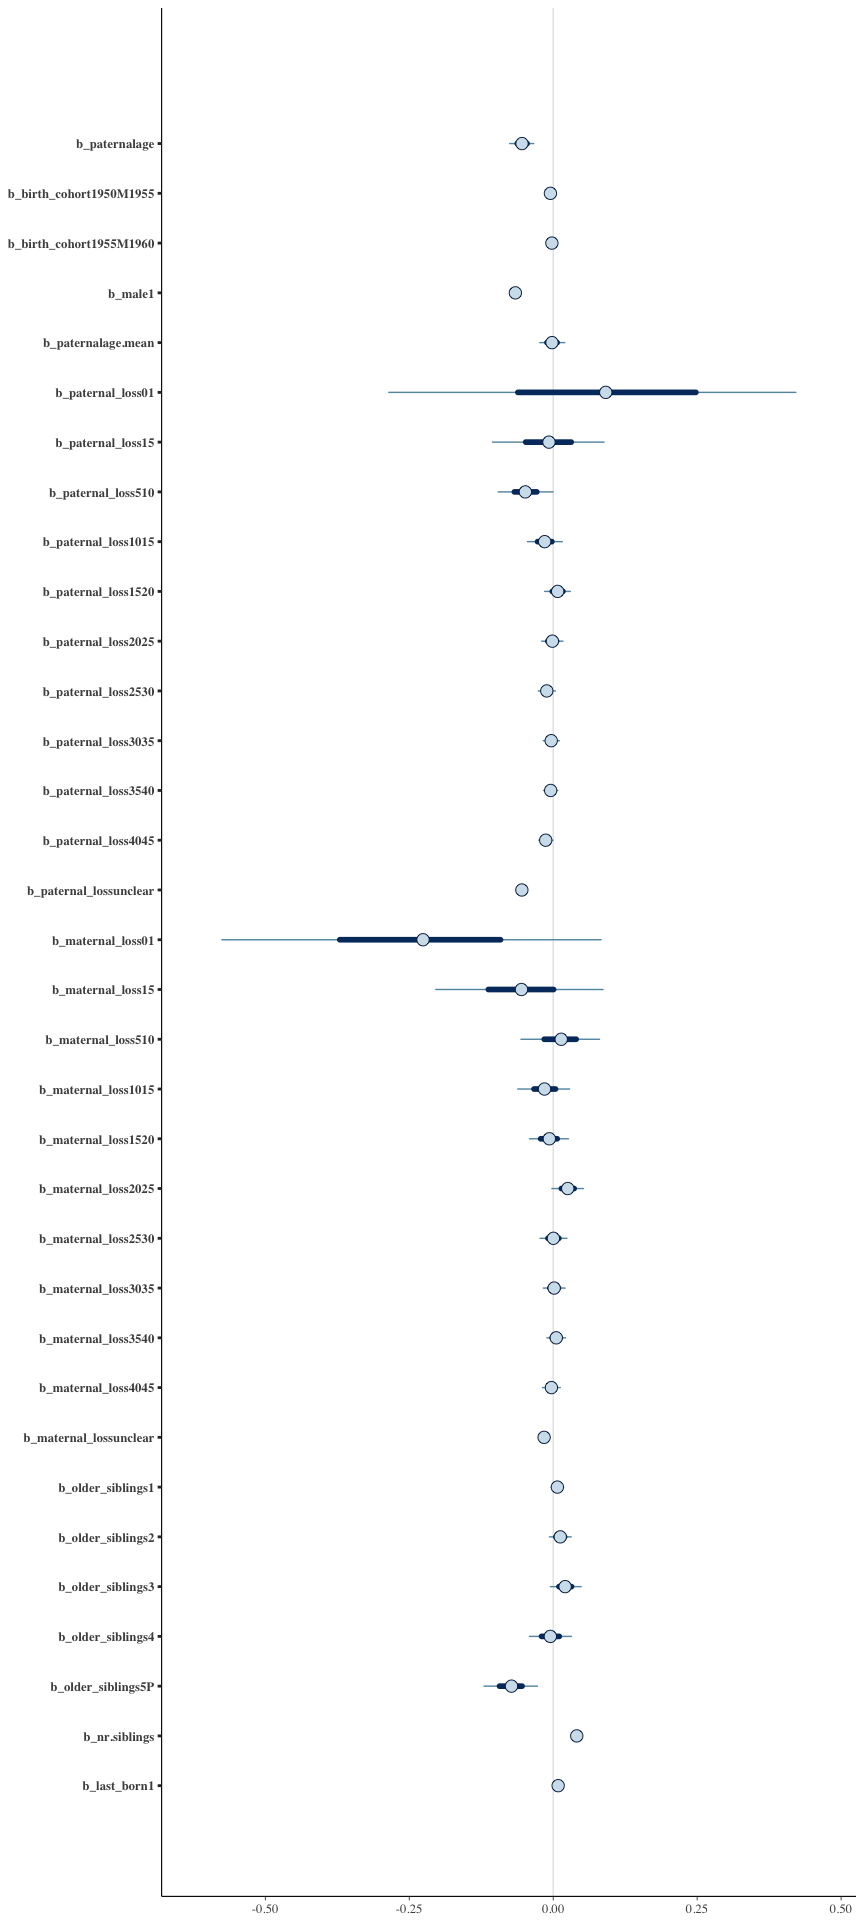 b_paternalage
b_birth_cohort1950M1955
b_birth_cohort1955M1960
b_male1
b_paternalage.mean
b_paternal_loss01
b_paternal_loss15
b_paternal_loss510
b_paternal_loss1015
b_paternal_loss1520
b_paternal_loss2025
b_paternal_loss2530
b_paternal_loss3035
b_paternal_loss3540
b_paternal_loss4045
b_paternal_lossunclear
b_maternal_loss01
b_maternal_loss15
b_maternal_loss510
b_maternal_loss1015
b_maternal_loss1520
b_maternal_loss2025
b_maternal_loss2530
b_maternal_loss3035
b_maternal_loss3540
b_maternal_loss4045
b_maternal_lossunclear
b_older_siblings1
b_older_siblings2
b_older_siblings3
b_older_siblings4
b_older_siblings5P
b_nr.siblings
b_last_born1
-0.50 -0.25 0.00 0.25 0.50